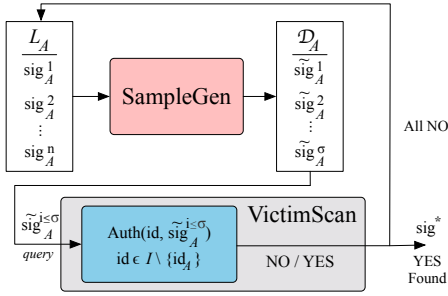 L_A
sig_A^1
sig_A^2
⋮
sig_A^n
SampleGen
𝒟_A
s͠ig_A^1
s͠ig_A^2
⋮
s͠ig_A^σ
All NO
s͠ig_A^{i≤σ}
query
VictimScan
Auth(id, s͠ig_A^{i≤σ})
id ϵ I \ {id_A}
NO / YES
sig*
YES
Found